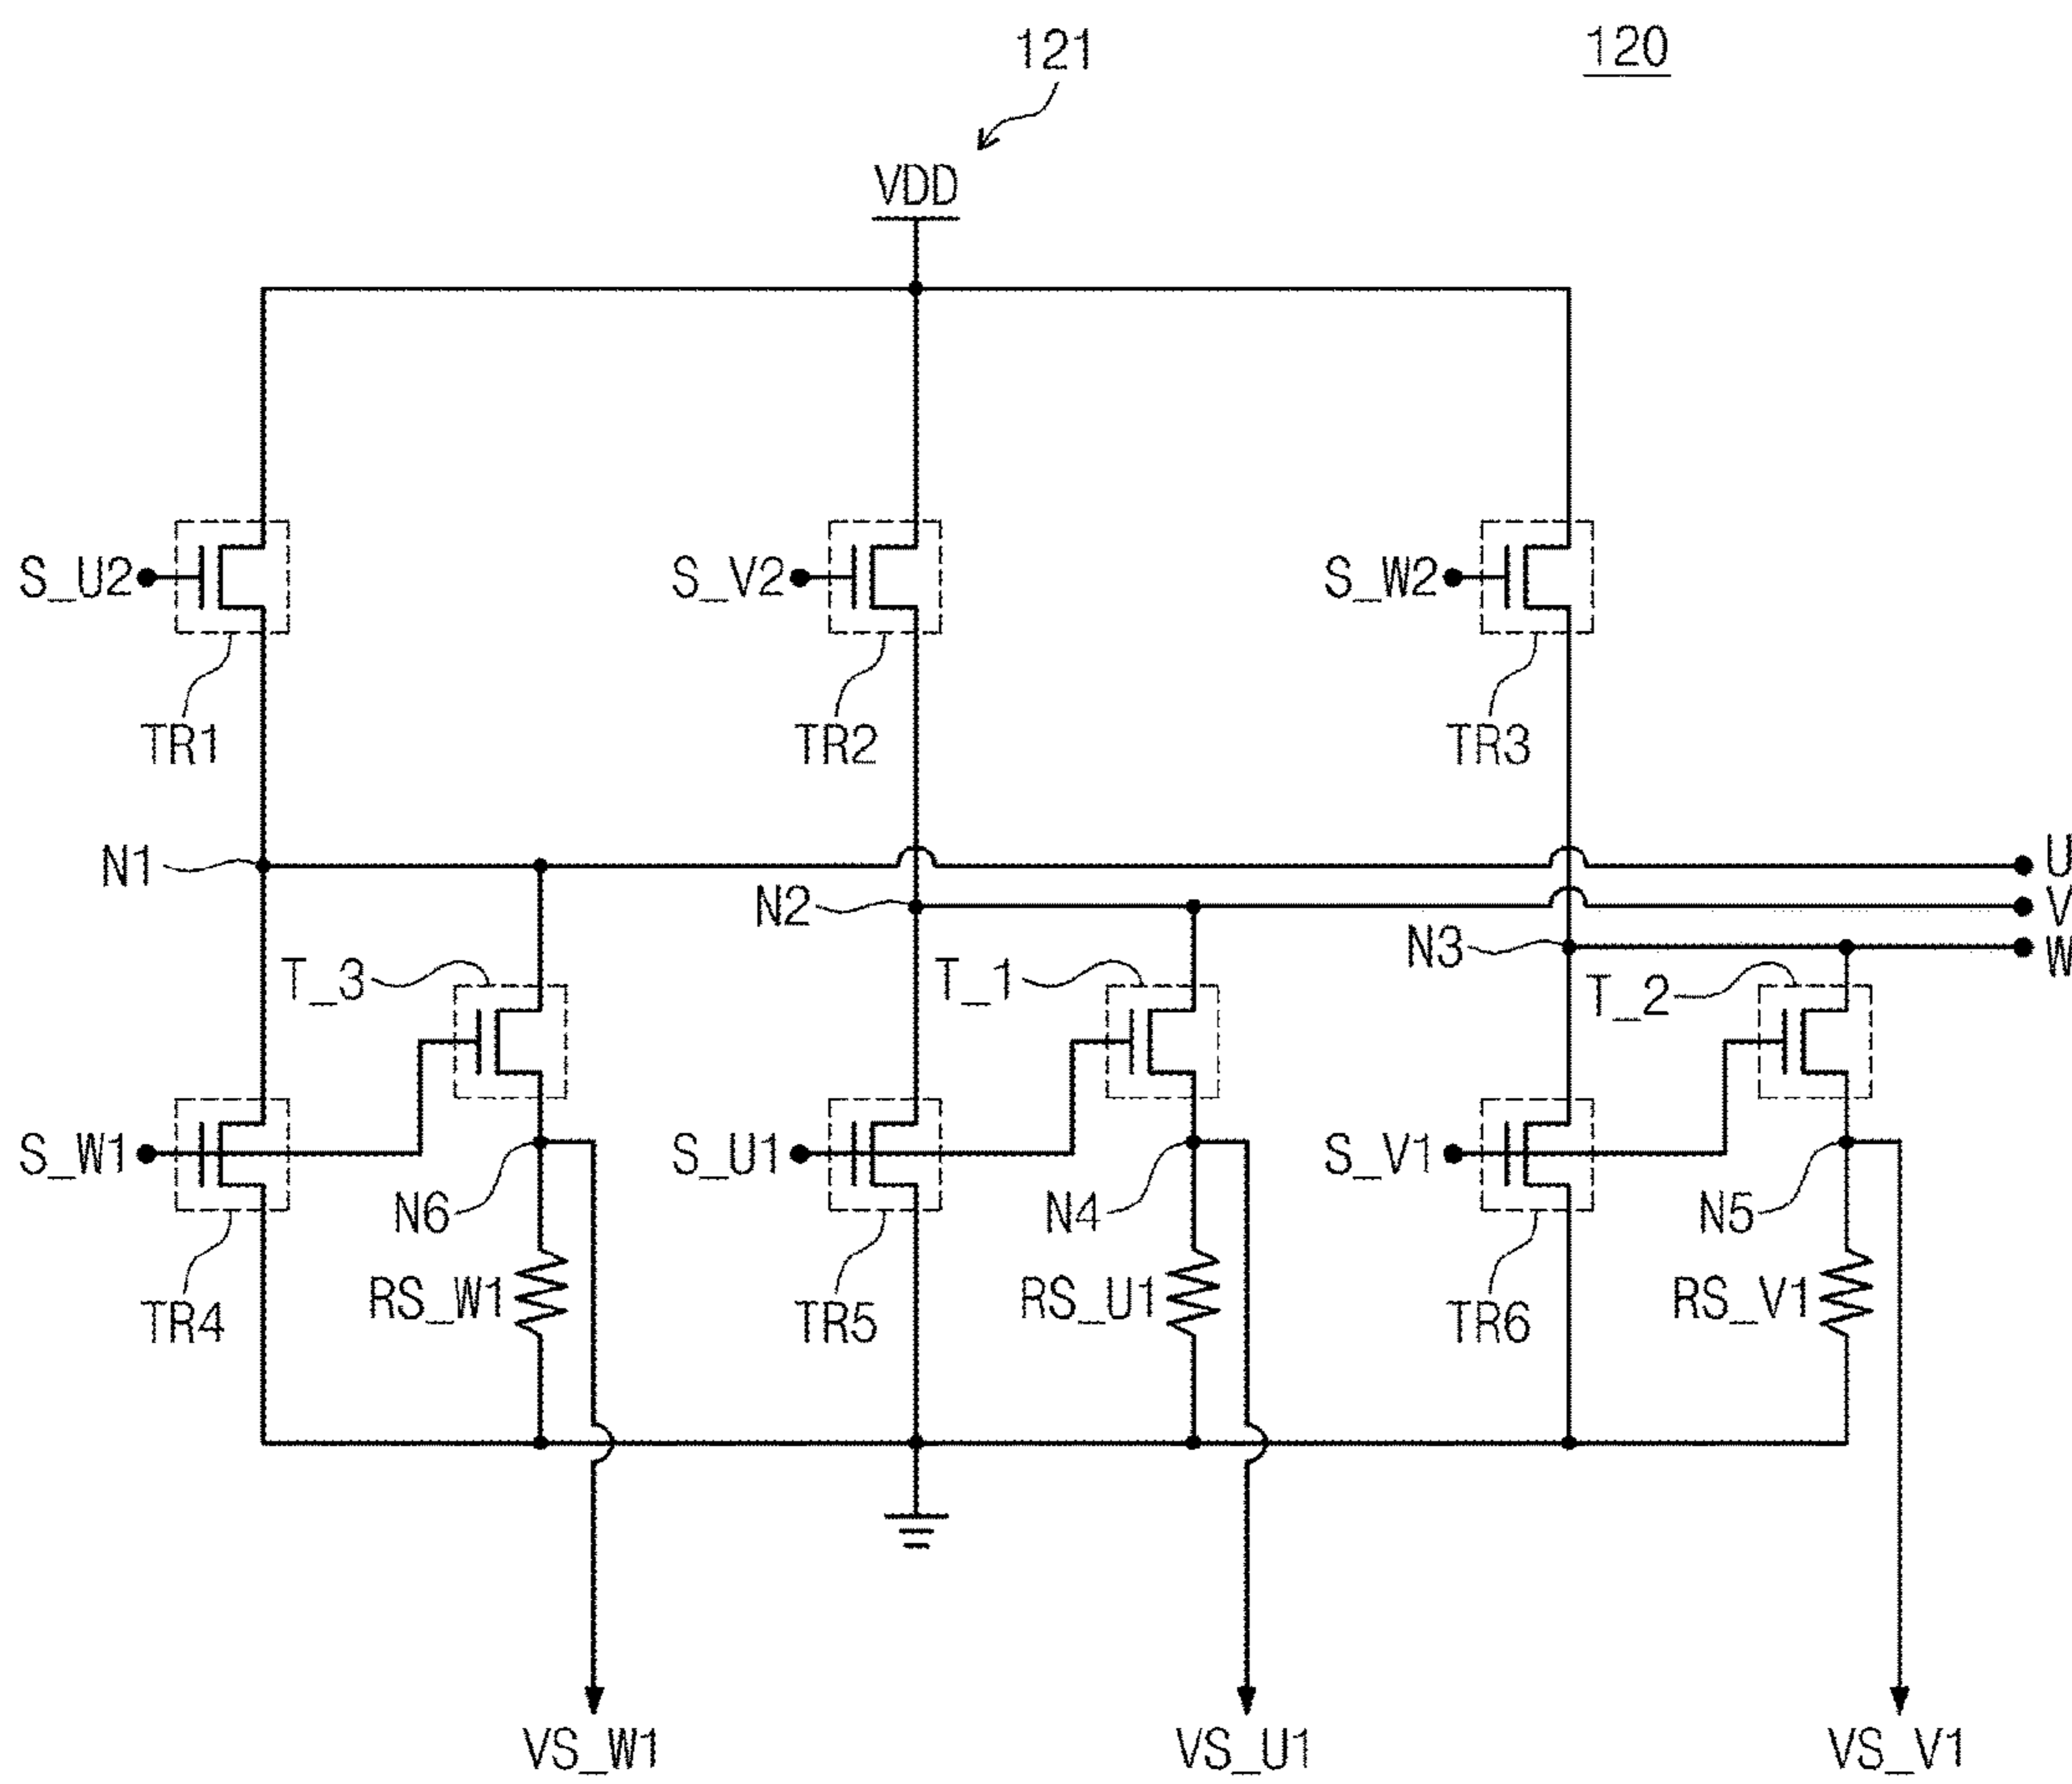 121
120
VDD
S_U2
S_V2
S_W2
TR1
TR2
TR3
N1
U
N2
V
N3
W
T_3
T_1
T_2
S_W1
S_U1
S_V1
N6
N4
N5
RS_W1
RS_U1
RS_V1
TR4
TR5
TR6
VS_W1
VS_U1
VS_V1